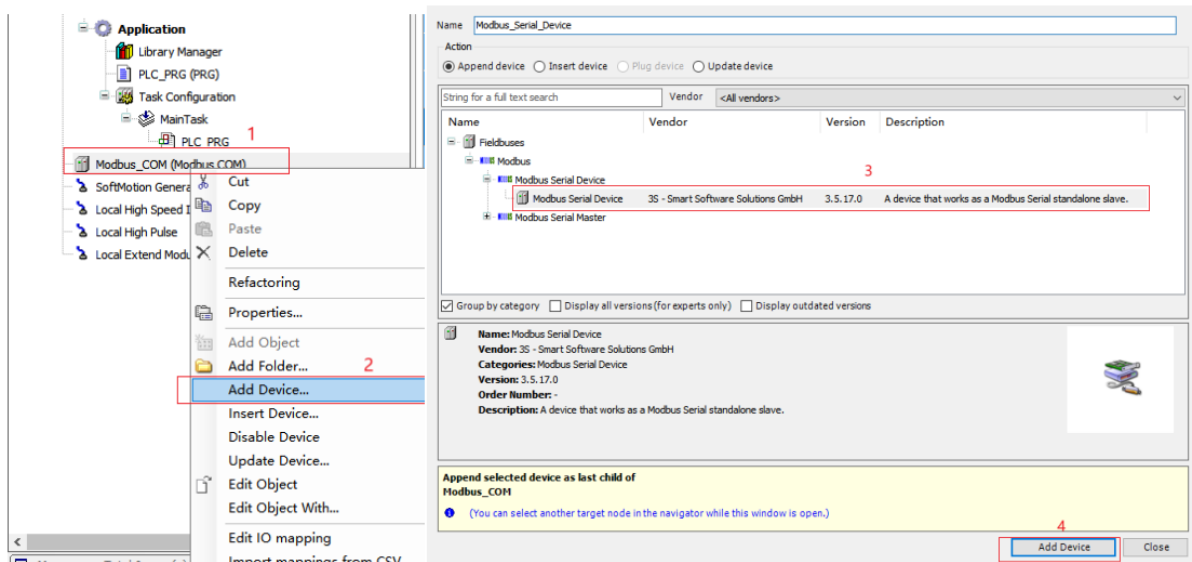 Application
Library Manager
PLC_PRG (PRG)
Task Configuration
MainTask
PLC_PRG
1
Modbus_COM (Modbus COM)
SoftMotion Genera
Local High Speed I
Local High Pulse
Local Extend Modu
Cut
Copy
Paste
Delete
Refactoring
Properties...
Add Object
Add Folder...
2
Add Device...
Insert Device...
Disable Device
Update Device...
Edit Object
Edit Object With...
Edit IO mapping
Import mappings from CSV
Name Modbus_Serial_Device
Action
Append device Insert device Plug device Update device
String for a full text search Vendor <All vendors>
Name Vendor Version Description
Fieldbuses
Modbus
3
Modbus Serial Device
Modbus Serial Device 3S - Smart Software Solutions GmbH 3.5.17.0 A device that works as a Modbus Serial standalone slave.
Modbus Serial Master
Group by category Display all versions (for experts only) Display outdated versions
Name: Modbus Serial Device
Vendor: 3S - Smart Software Solutions GmbH
Categories: Modbus Serial Device
Version: 3.5.17.0
Order Number: -
Description: A device that works as a Modbus Serial standalone slave.
Append selected device as last child of
Modbus_COM
(You can select another target node in the navigator while this window is open.)
4
Add Device Close